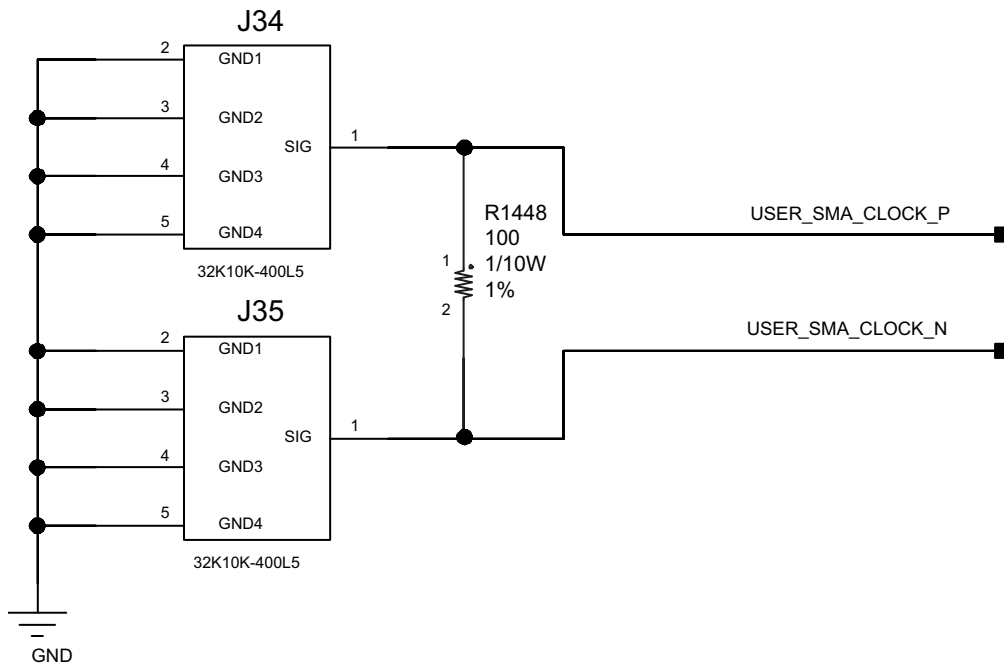 J34
2
GND1
3
GND2
SIG
1
4
GND3
5
GND4
32K10K-400L5
USER_SMA_CLOCK_P
R1448
100
1
1/10W
1%
2
J35
2
GND1
USER_SMA_CLOCK_N
3
GND2
SIG
1
4
GND3
5
GND4
32K10K-400L5
GND